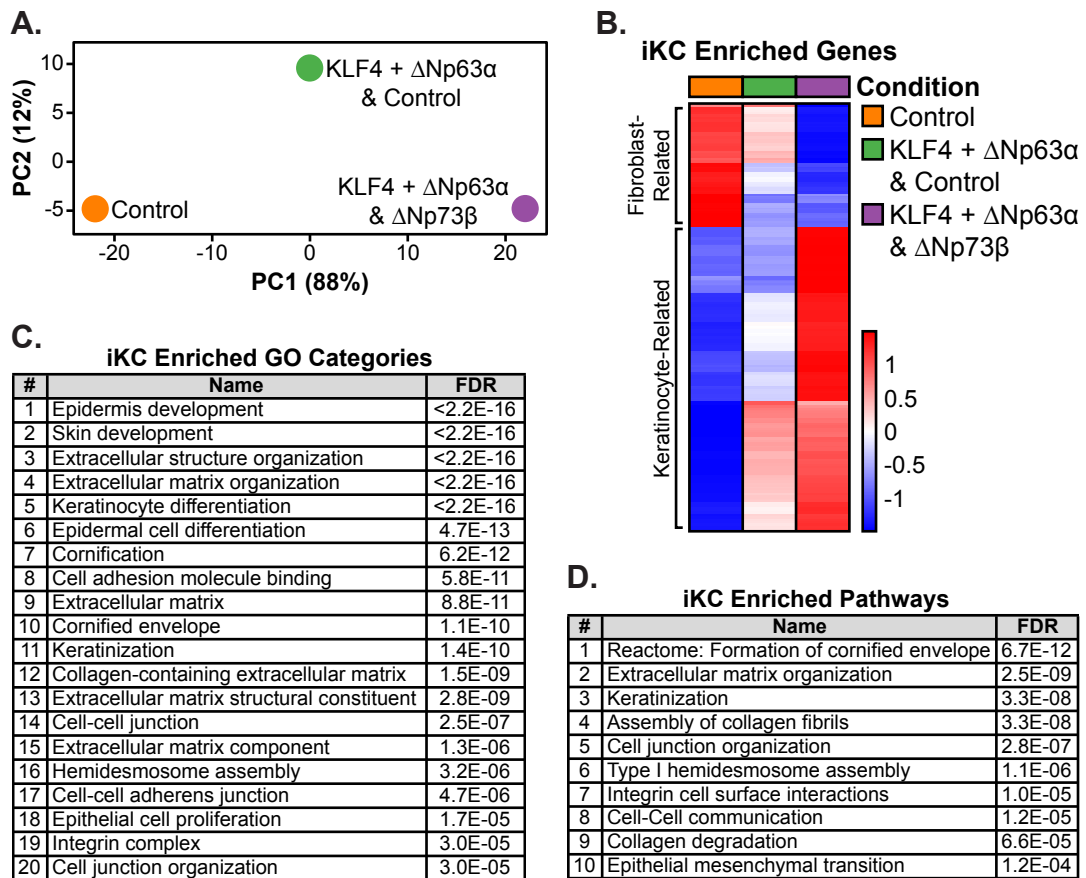 A.
10
5
0
-5
PC2 (12%)
KLF4 + ΔNp63α
& Control
KLF4 + ΔNp63α
& ΔNp73β
Control
-20
-10
0
10
20
PC1 (88%)
B.
iKC Enriched Genes
Condition
Control
KLF4 + ΔNp63α
& Control
KLF4 + ΔNp63α
& ΔNp73β
Fibroblast-
Related
Keratinocyte-Related
1
0.5
0
-0.5
-1
C.
iKC Enriched GO Categories
# Name FDR
1 Epidermis development <2.2E-16
2 Skin development <2.2E-16
3 Extracellular structure organization <2.2E-16
4 Extracellular matrix organization <2.2E-16
5 Keratinocyte differentiation <2.2E-16
6 Epidermal cell differentiation 4.7E-13
7 Cornification 6.2E-12
8 Cell adhesion molecule binding 5.8E-11
9 Extracellular matrix 8.8E-11
10 Cornified envelope 1.1E-10
11 Keratinization 1.4E-10
12 Collagen-containing extracellular matrix 1.5E-09
13 Extracellular matrix structural constituent 2.8E-09
14 Cell-cell junction 2.5E-07
15 Extracellular matrix component 1.3E-06
16 Hemidesmosome assembly 3.2E-06
17 Cell-cell adherens junction 4.7E-06
18 Epithelial cell proliferation 1.7E-05
19 Integrin complex 3.0E-05
20 Cell junction organization 3.0E-05
D.
iKC Enriched Pathways
# Name FDR
1 Reactome: Formation of cornified envelope 6.7E-12
2 Extracellular matrix organization 2.5E-09
3 Keratinization 3.3E-08
4 Assembly of collagen fibrils 3.3E-08
5 Cell junction organization 2.8E-07
6 Type I hemidesmosome assembly 1.1E-06
7 Integrin cell surface interactions 1.0E-05
8 Cell-Cell communication 1.2E-05
9 Collagen degradation 6.6E-05
10 Epithelial mesenchymal transition 1.2E-04